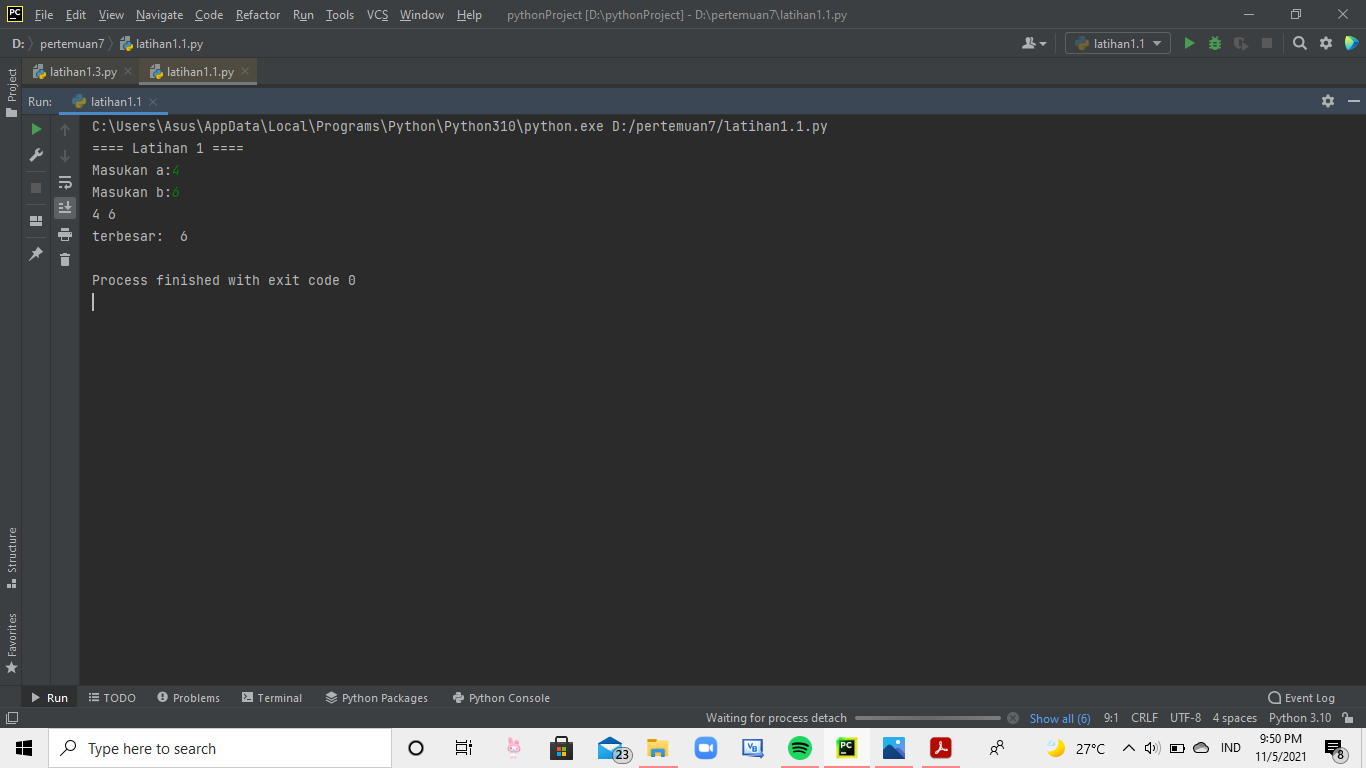 PC File Edit View Navigate Code Refactor Run Tools VCS Window Help pythonProject [D:\pythonProject] - D:\pertemuan7\latihan1.1.py
D: pertemuan7 latihan1.1.py latihan1.1
Project
latihan1.3.py latihan1.1.py
Run: latihan1.1
C:\Users\Asus\AppData\Local\Programs\Python\Python310\python.exe D:/pertemuan7/latihan1.1.py
==== Latihan 1 ====
Masukan a:4
Masukan b:6
4 6
terbesar:  6
Process finished with exit code 0
Structure
Favorites
Run TODO Problems Terminal Python Packages Python Console Event Log
Waiting for process detach Show all (6) 9:1 CRLF UTF-8 4 spaces Python 3.10
Type here to search 23 VB PC 27°C IND 9:50 PM 8
11/5/2021